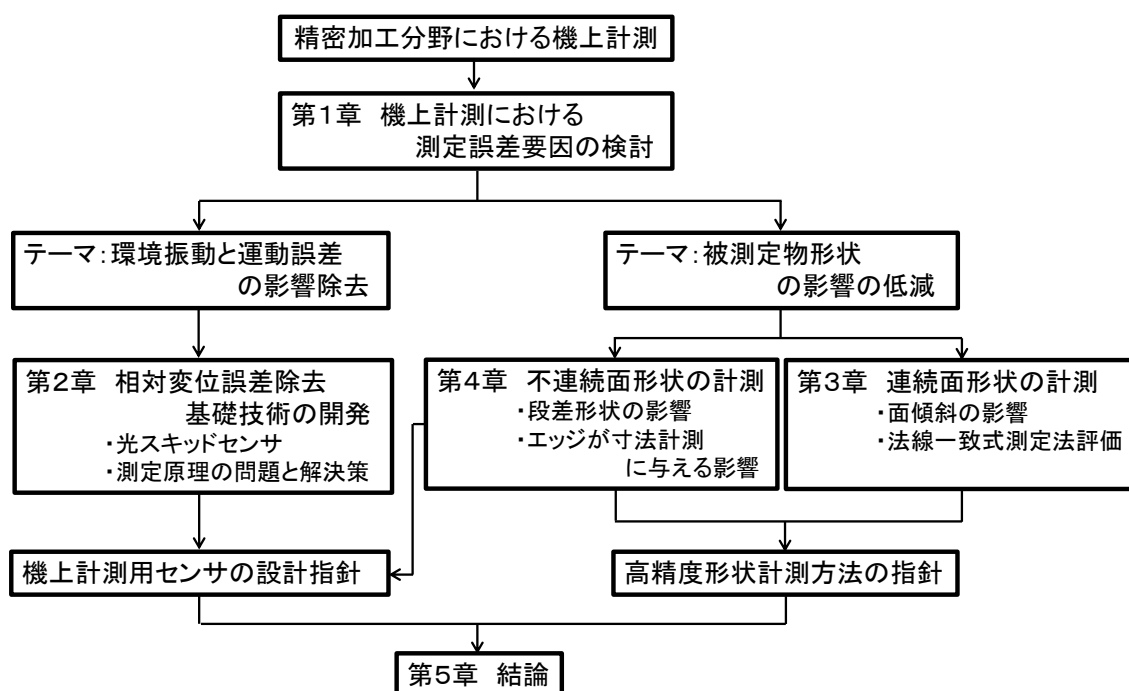 精密加工分野における機上計測
第1章 機上計測における
測定誤差要因の検討
テーマ:環境振動と運動誤差
の影響除去
テーマ:被測定物形状
の影響の低減
第2章 相対変位誤差除去
基礎技術の開発
・光スキッドセンサ
・測定原理の問題と解決策
第4章 不連続面形状の計測
・段差形状の影響
・エッジが寸法計測
に与える影響
第3章 連続面形状の計測
・面傾斜の影響
・法線一致式測定法評価
機上計測用センサの設計指針
高精度形状計測方法の指針
第5章 結論